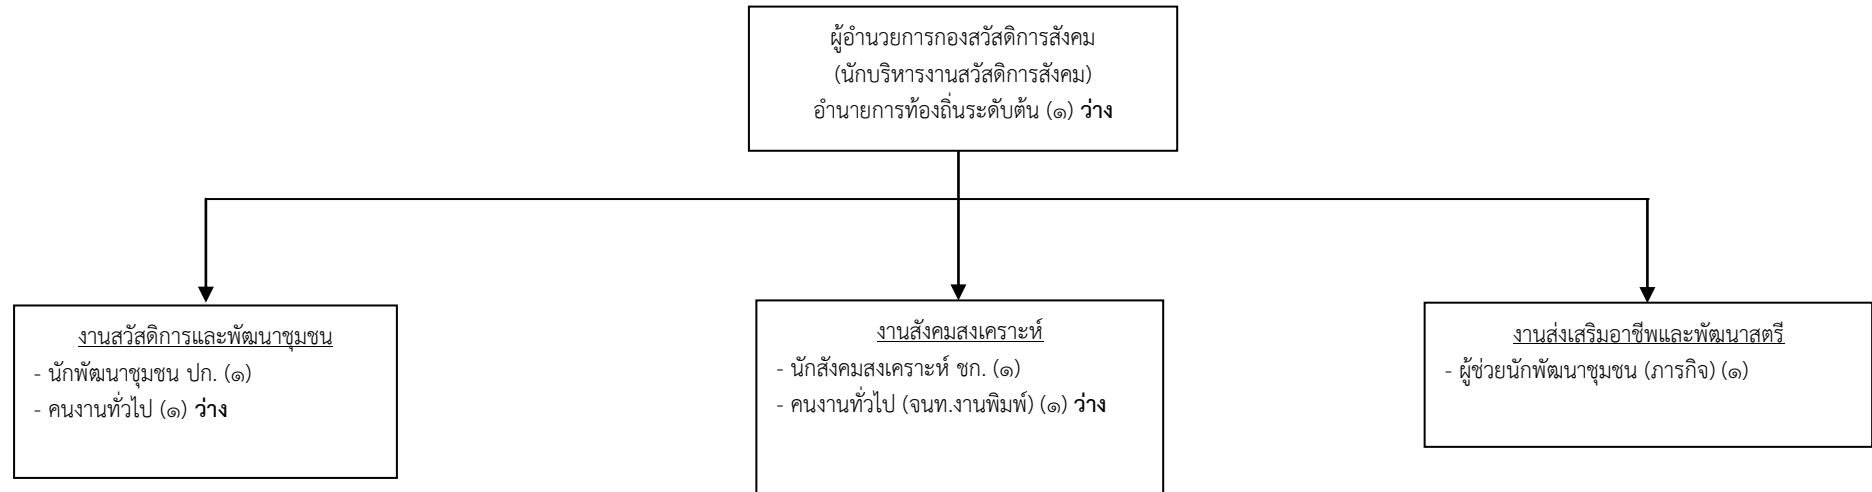 ผู้อำนวยการกองสวัสดิการสังคม
(นักบริหารงานสวัสดิการสังคม)
อำนายการท้องถิ่นระดับต้น (๑) ว่าง
งานสวัสดิการและพัฒนาชุมชน
- นักพัฒนาชุมชน ปก. (๑)
- คนงานทั่วไป (๑) ว่าง
งานสังคมสงเคราะห์
- นักสังคมสงเคราะห์ ชก. (๑)
- คนงานทั่วไป (จนท.งานพิมพ์) (๑) ว่าง
งานส่งเสริมอาชีพและพัฒนาสตรี
- ผู้ช่วยนักพัฒนาชุมชน (ภารกิจ) (๑)